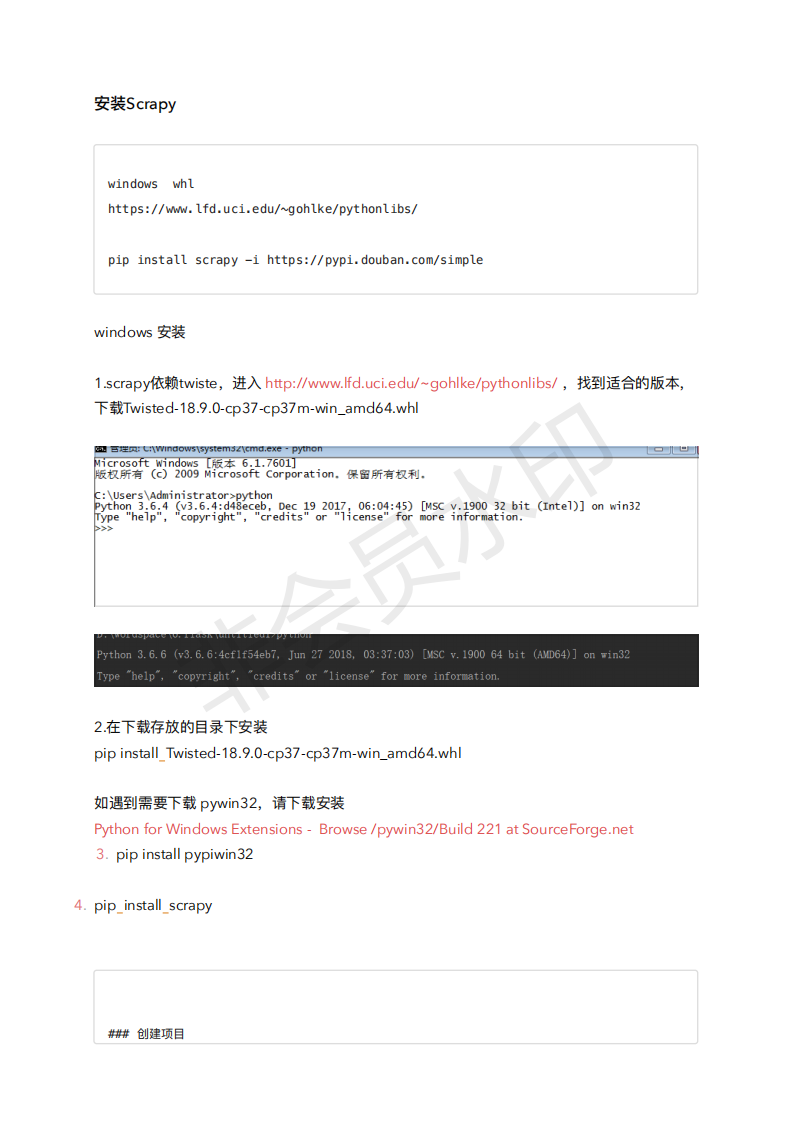 安装Scrapy
windows  whl
https://www.lfd.uci.edu/~gohlke/pythonlibs/
pip install scrapy -i https://pypi.douban.com/simple
windows 安装
1.scrapy依赖twiste，进入 http://www.lfd.uci.edu/~gohlke/pythonlibs/ ，找到适合的版本，
下载Twisted-18.9.0-cp37-cp37m-win_amd64.whl
管理员: C:\Windows\system32\cmd.exe - python
Microsoft Windows [版本 6.1.7601]
版权所有 (c) 2009 Microsoft Corporation。保留所有权利。
C:\Users\Administrator>python
Python 3.6.4 (v3.6.4:d48eceb, Dec 19 2017, 06:04:45) [MSC v.1900 32 bit (Intel)] on win32
Type "help", "copyright", "credits" or "license" for more information.
>>>
Python 3.6.6 (v3.6.6:4cf1f54eb7, Jun 27 2018, 03:37:03) [MSC v.1900 64 bit (AMD64)] on win32
Type "help", "copyright", "credits" or "license" for more information.
2.在下载存放的目录下安装
pip install_Twisted-18.9.0-cp37-cp37m-win_amd64.whl
如遇到需要下载 pywin32，请下载安装
Python for Windows Extensions - Browse /pywin32/Build 221 at SourceForge.net
3. pip install pypiwin32
4. pip_install_scrapy
### 创建项目
非会员水印